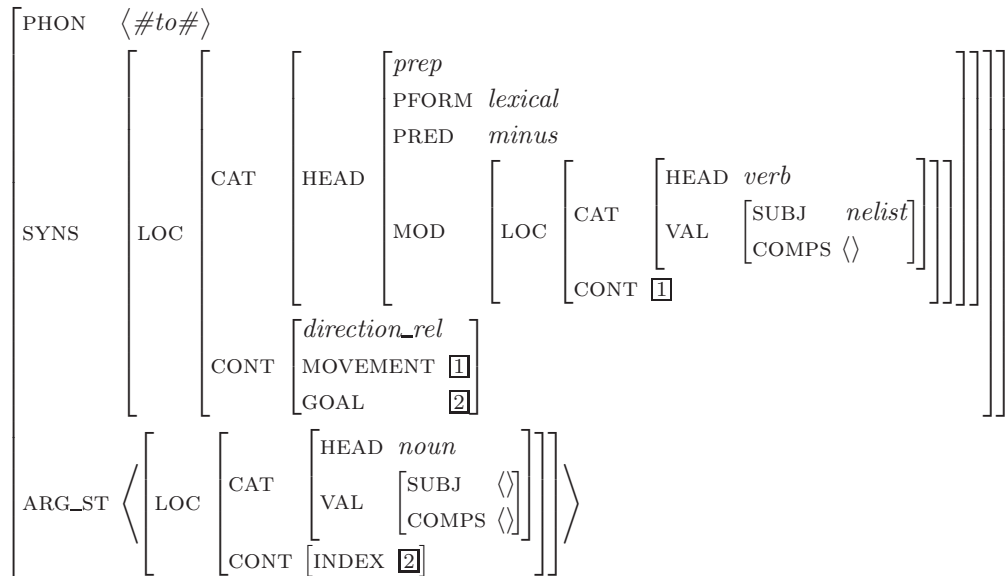 PHON ⟨#to#⟩
prep
PFORM lexical
PRED minus
CAT HEAD
HEAD verb
SUBJ nelist
CAT
VAL
SYNS LOC
MOD LOC
COMPS ⟨⟩
CONT 1
direction_rel
CONT MOVEMENT 1
GOAL 2
HEAD noun
CAT
SUBJ ⟨⟩
VAL
ARG_ST LOC
COMPS ⟨⟩
CONT INDEX 2